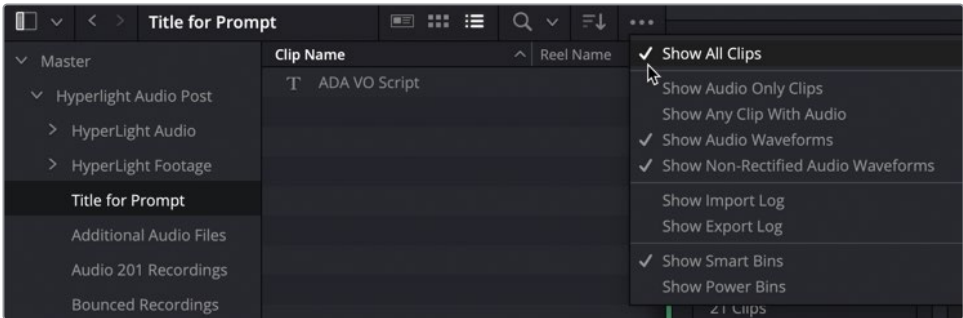 Title for Prompt
Master
Hyperlight Audio Post
HyperLight Audio
HyperLight Footage
Title for Prompt
Additional Audio Files
Audio 201 Recordings
Bounced Recordings
Clip Name
Reel Name
T ADA VO Script
Show All Clips
Show Audio Only Clips
Show Any Clip With Audio
Show Audio Waveforms
Show Non-Rectified Audio Waveforms
Show Import Log
Show Export Log
Show Smart Bins
Show Power Bins
21 Clips